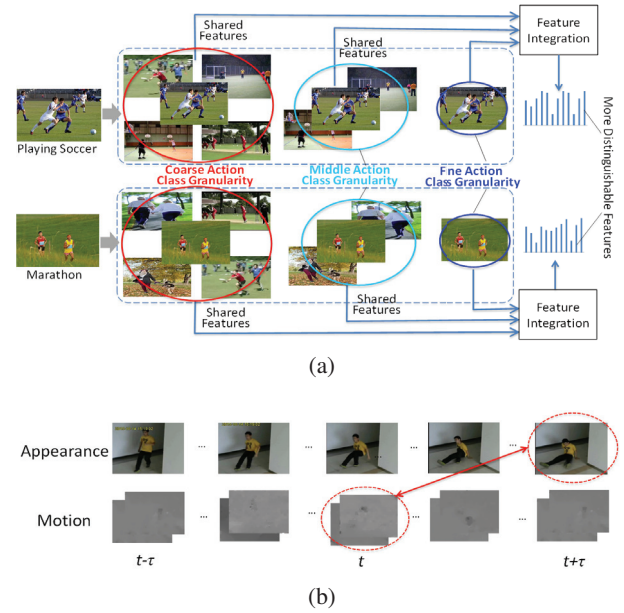 Shared
Features
Shared
Features
Feature
Integration
Playing Soccer
Coarse Action
Class Granularity
Middle Action
Class Granularity
Fne Action
Class Granularity
More Distinguishable
Features
Marathon
Shared
Features
Shared
Features
Feature
Integration
(a)
Appearance
... ... ... ...
Motion
... ... ... ...
t-τ t t+τ
(b)